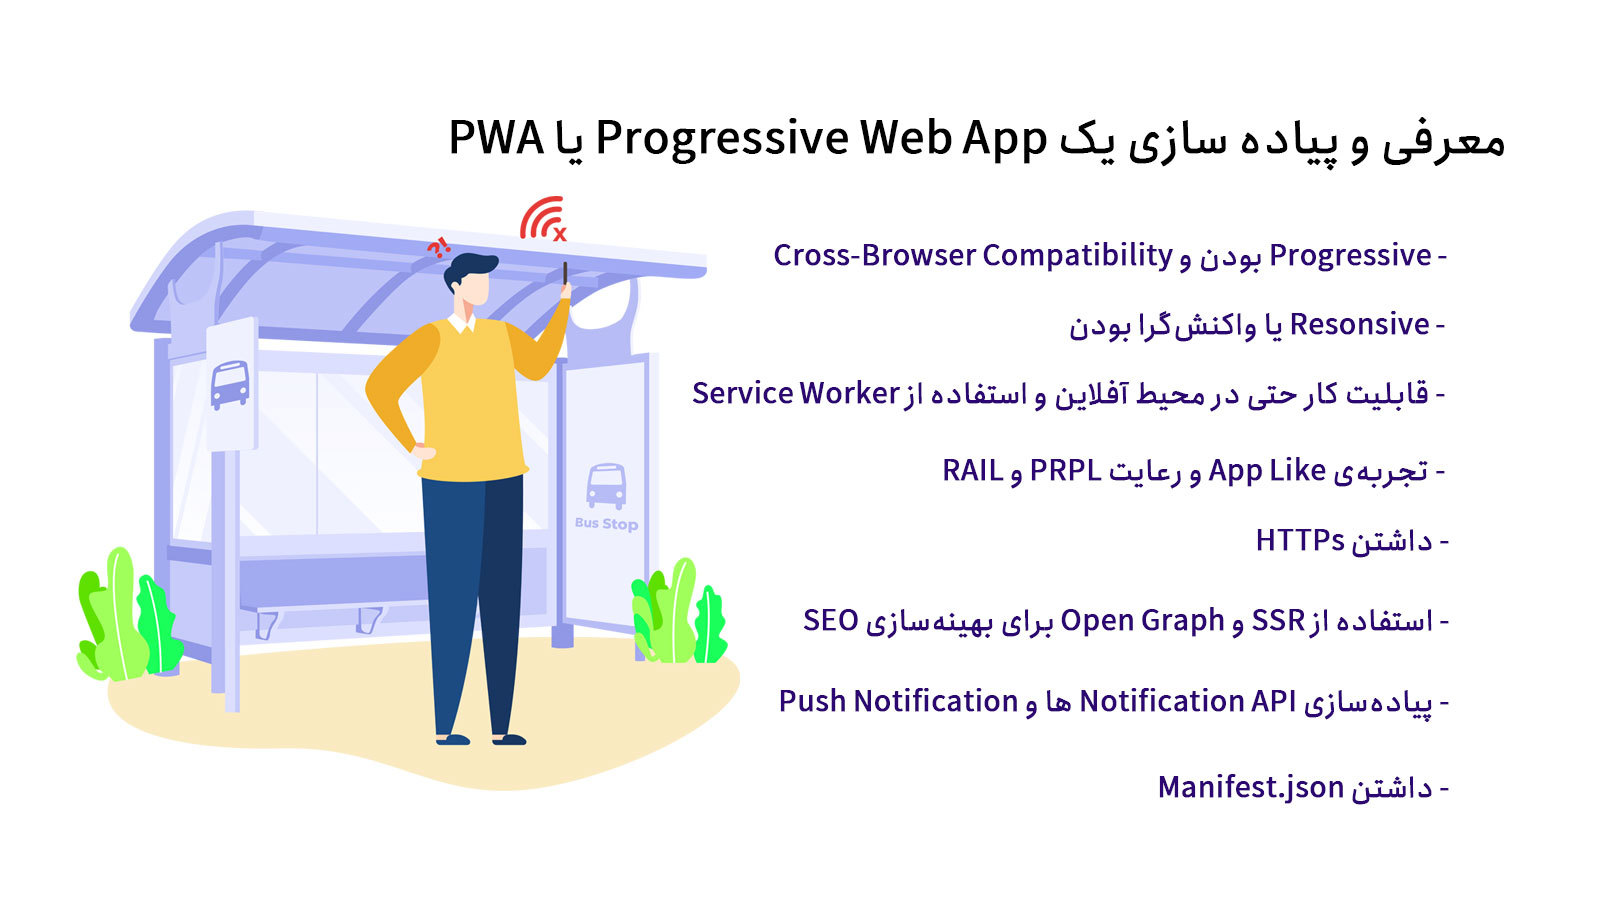 معرفی و پیاده سازی یک Progressive Web App یا PWA
- Progressive بودن و Cross-Browser Compatibility
- Resonsive یا واکنش‌گرا بودن
- قابلیت کار حتی در محیط آفلاین و استفاده از Service Worker
- تجربه‌ی App Like و رعایت PRPL و RAIL
- داشتن HTTPs
- استفاده از SSR و Open Graph برای بهینه‌سازی SEO
- پیاده‌سازی Notification API ها و Push Notification
- داشتن Manifest.json
?!
x
Bus Stop